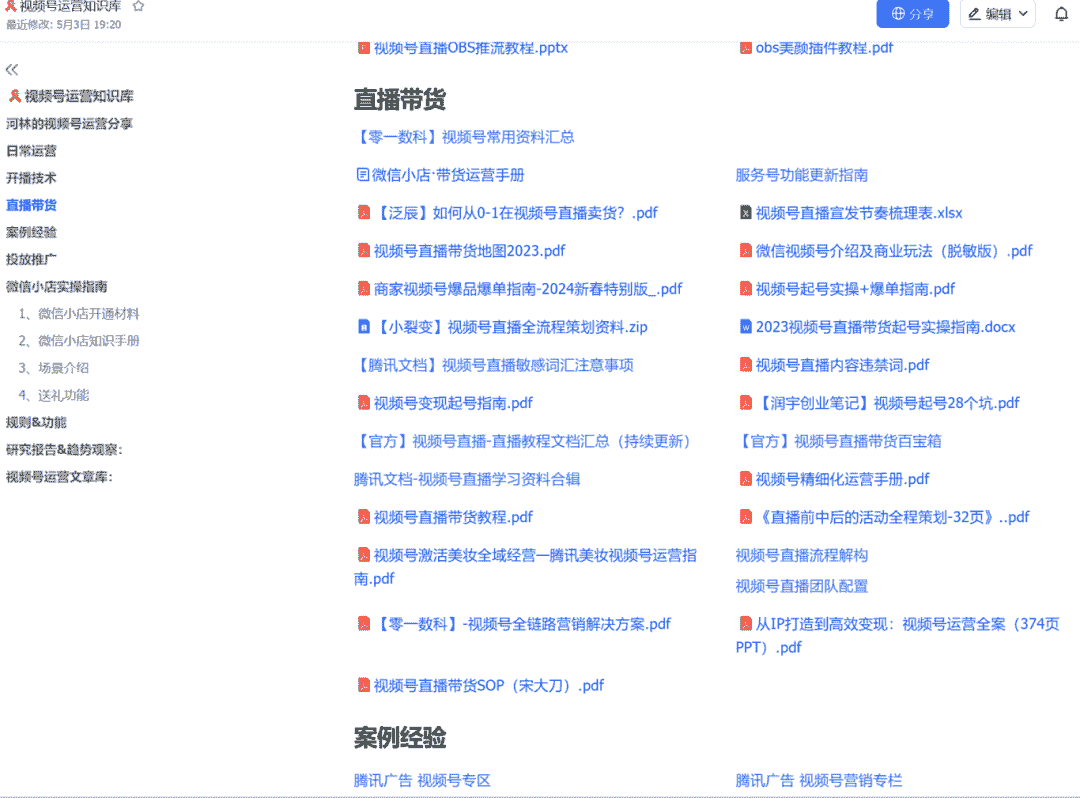 视频号运营知识库
最近修改: 5月3日 19:20
分享
编辑
视频号运营知识库
河林的视频号运营分享
日常运营
开播技术
直播带货
案例经验
投放推广
微信小店实操指南
1、微信小店开通材料
2、微信小店知识手册
3、场景介绍
4、送礼功能
规则&功能
研究报告&趋势观察：
视频号运营文章库：
视频号直播OBS推流教程.pptx
obs美颜插件教程.pdf
直播带货
【零一数科】视频号常用资料汇总
微信小店·带货运营手册
服务号功能更新指南
【泛辰】如何从0-1在视频号直播卖货？.pdf
视频号直播宣发节奏梳理表.xlsx
视频号直播带货地图2023.pdf
微信视频号介绍及商业玩法（脱敏版）.pdf
商家视频号爆品爆单指南-2024新春特别版_.pdf
视频号起号实操+爆单指南.pdf
【小裂变】视频号直播全流程策划资料.zip
2023视频号直播带货起号实操指南.docx
【腾讯文档】视频号直播敏感词汇注意事项
视频号直播内容违禁词.pdf
视频号变现起号指南.pdf
【润宇创业笔记】视频号起号28个坑.pdf
【官方】视频号直播-直播教程文档汇总（持续更新）
【官方】视频号直播带货百宝箱
腾讯文档-视频号直播学习资料合辑
视频号精细化运营手册.pdf
视频号直播带货教程.pdf
《直播前中后的活动全程策划-32页》..pdf
视频号激活美妆全域经营—腾讯美妆视频号运营指
南.pdf
视频号直播流程解构
视频号直播团队配置
【零一数科】-视频号全链路营销解决方案.pdf
从IP打造到高效变现：视频号运营全案（374页
PPT）.pdf
视频号直播带货SOP（宋大刀）.pdf
案例经验
腾讯广告 视频号专区
腾讯广告 视频号营销专栏